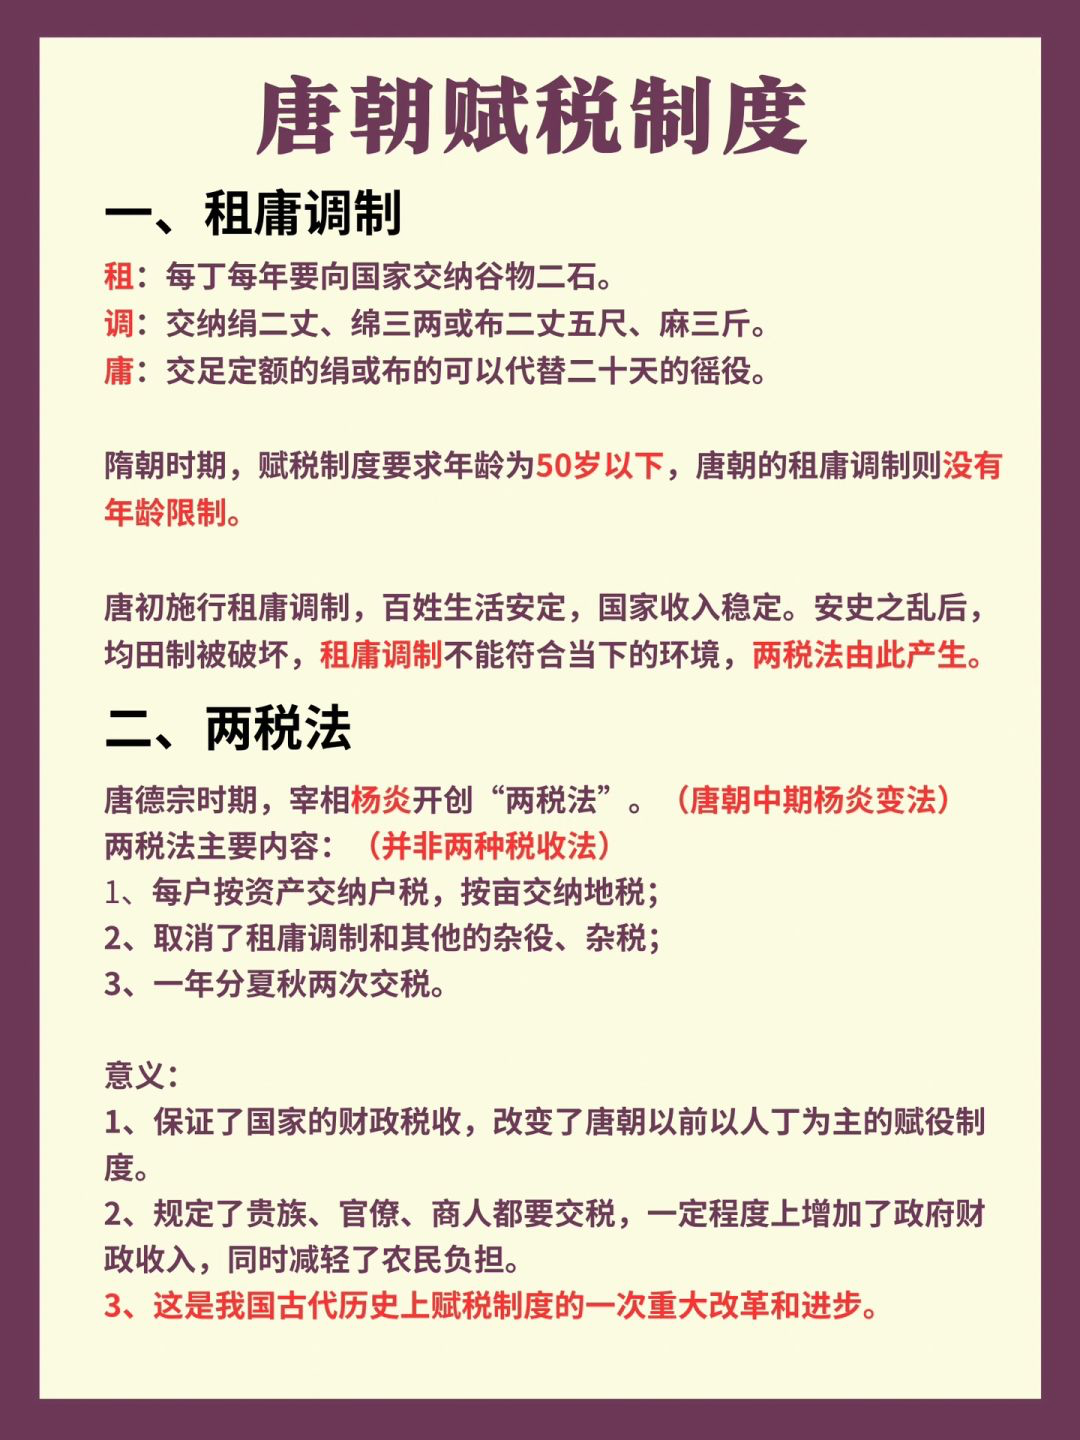 唐朝赋税制度
一、租庸调制
租：每丁每年要向国家交纳谷物二石。
调：交纳绢二丈、绵三两或布二丈五尺、麻三斤。
庸：交足定额的绢或布的可以代替二十天的徭役。
隋朝时期，赋税制度要求年龄为50岁以下，唐朝的租庸调制则没有
年龄限制。
唐初施行租庸调制，百姓生活安定，国家收入稳定。安史之乱后，
均田制被破坏，租庸调制不能符合当下的环境，两税法由此产生。
二、两税法
唐德宗时期，宰相杨炎开创“两税法”。（唐朝中期杨炎变法）
两税法主要内容：（并非两种税收法）
1、每户按资产交纳户税，按亩交纳地税；
2、取消了租庸调制和其他的杂役、杂税；
3、一年分夏秋两次交税。
意义：
1、保证了国家的财政税收，改变了唐朝以前以人丁为主的赋役制
度。
2、规定了贵族、官僚、商人都要交税，一定程度上增加了政府财
政收入，同时减轻了农民负担。
3、这是我国古代历史上赋税制度的一次重大改革和进步。